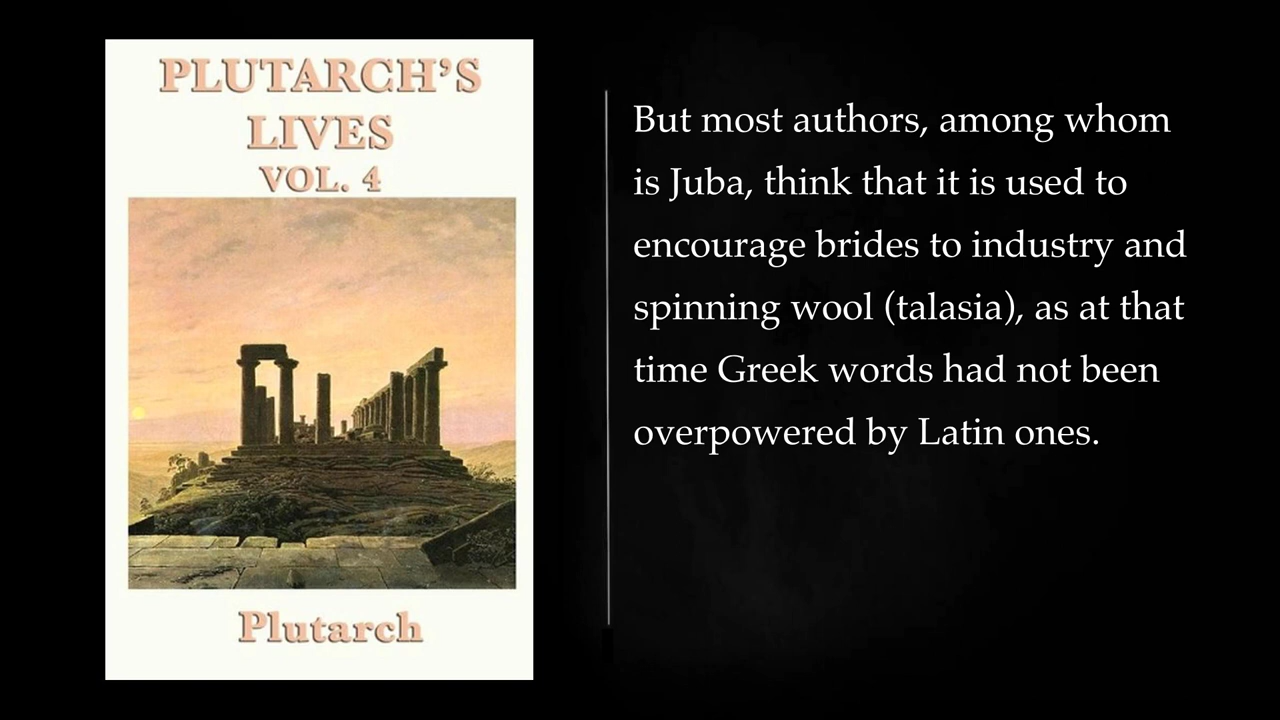 PLUTARCH'S
LIVES
VOL. 4
Plutarch
But most authors, among whom
is Juba, think that it is used to
encourage brides to industry and
spinning wool (talasia), as at that
time Greek words had not been
overpowered by Latin ones.